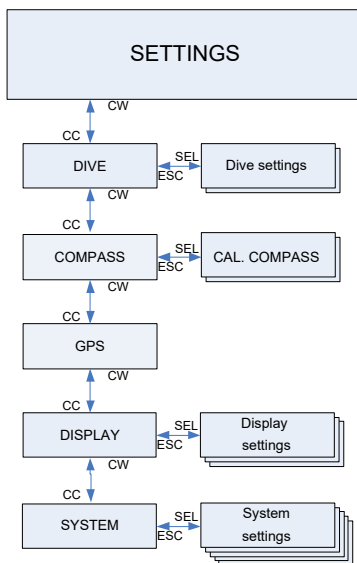 SETTINGS
CW
CC
DIVE
SEL
ESC
Dive settings
CW
CC
COMPASS
SEL
ESC
CAL. COMPASS
CW
CC
GPS
CW
CC
DISPLAY
SEL
ESC
Display
settings
CW
CC
SYSTEM
SEL
ESC
System
settings